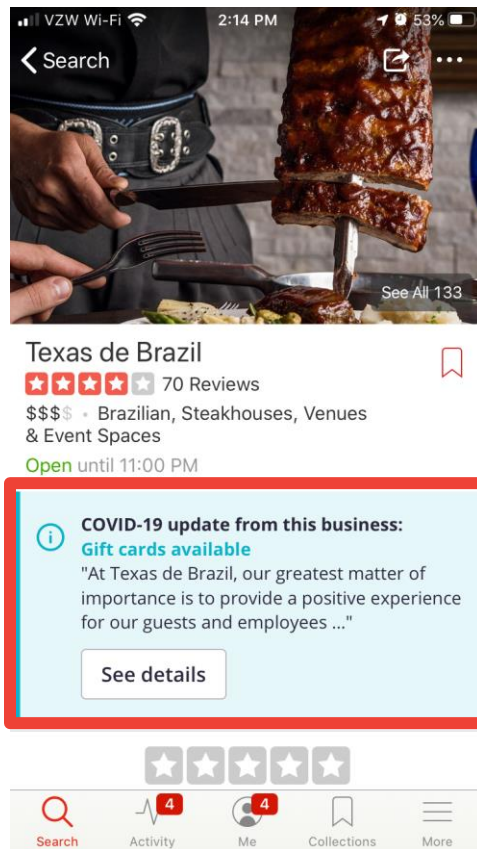 VZW Wi-Fi 2:14 PM 53%
Search
See All 133
Texas de Brazil
70 Reviews
$$$$ • Brazilian, Steakhouses, Venues
& Event Spaces
Open until 11:00 PM
COVID-19 update from this business:
Gift cards available
"At Texas de Brazil, our greatest matter of
importance is to provide a positive experience
for our guests and employees ..."
See details
4 4
Search Activity Me Collections More